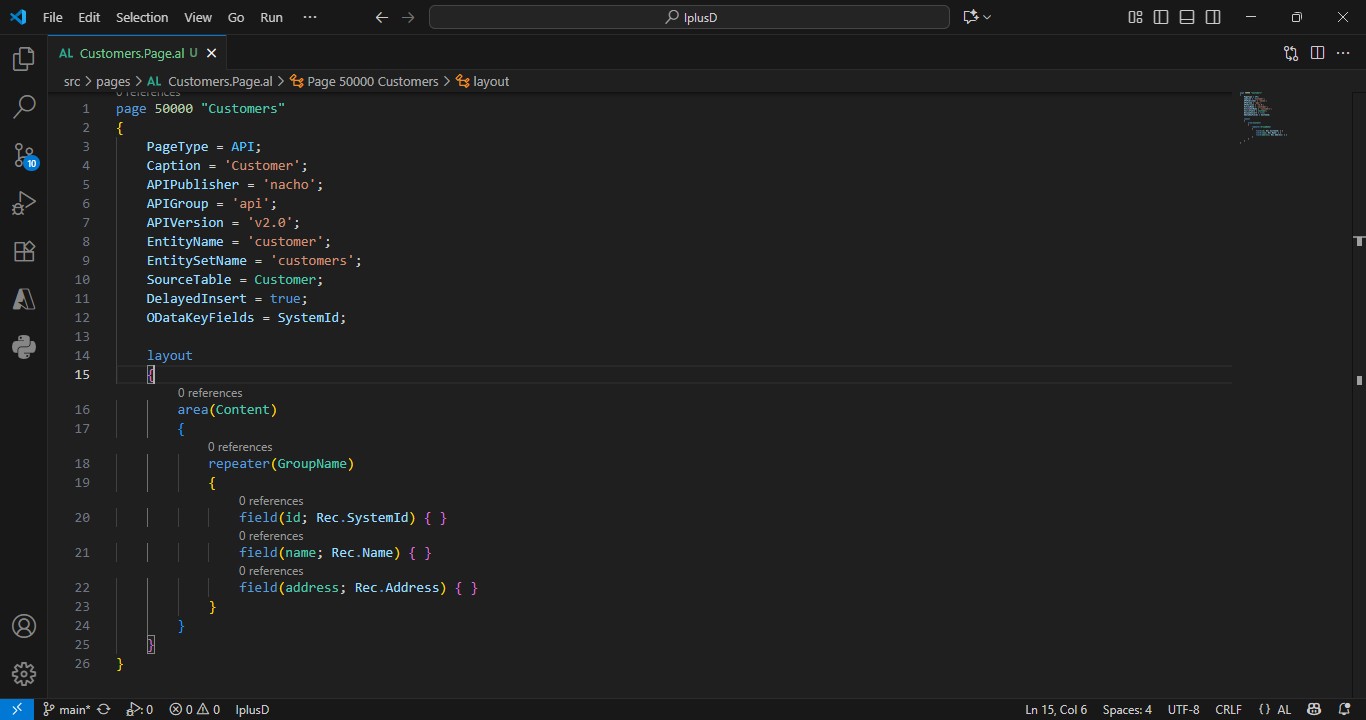 File Edit Selection View Go Run ··· IplusD
AL Customers.Page.al U
src > pages > AL Customers.Page.al > Page 50000 Customers > layout
0 references
1 page 50000 "Customers"
2 {
3 PageType = API;
4 Caption = 'Customer';
5 APIPublisher = 'nacho';
6 APIGroup = 'api';
7 APIVersion = 'v2.0';
8 EntityName = 'customer';
9 EntitySetName = 'customers';
10 SourceTable = Customer;
11 DelayedInsert = true;
12 ODataKeyFields = SystemId;
13
14 layout
15 {
0 references
16 area(Content)
17 {
0 references
18 repeater(GroupName)
19 {
0 references
20 field(id; Rec.SystemId) { }
0 references
21 field(name; Rec.Name) { }
0 references
22 field(address; Rec.Address) { }
23 }
24 }
25 }
26 }
10
main* 0 0 0 IplusD Ln 15, Col 6 Spaces: 4 UTF-8 CRLF {} AL